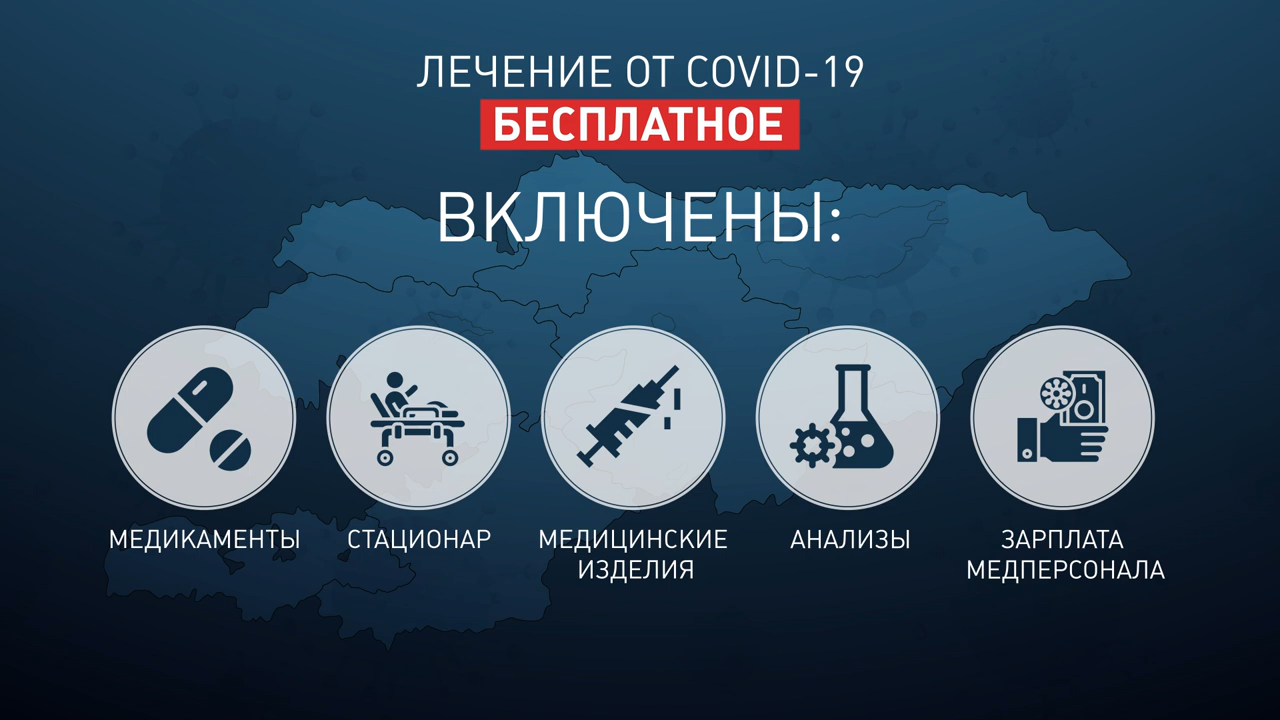 ЛЕЧЕНИЕ ОТ COVID-19
БЕСПЛАТНОЕ
ВКЛЮЧЕНЫ:
МЕДИКАМЕНТЫ
СТАЦИОНАР
МЕДИЦИНСКИЕ
ИЗДЕЛИЯ
АНАЛИЗЫ
ЗАРПЛАТА
МЕДПЕРСОНАЛА